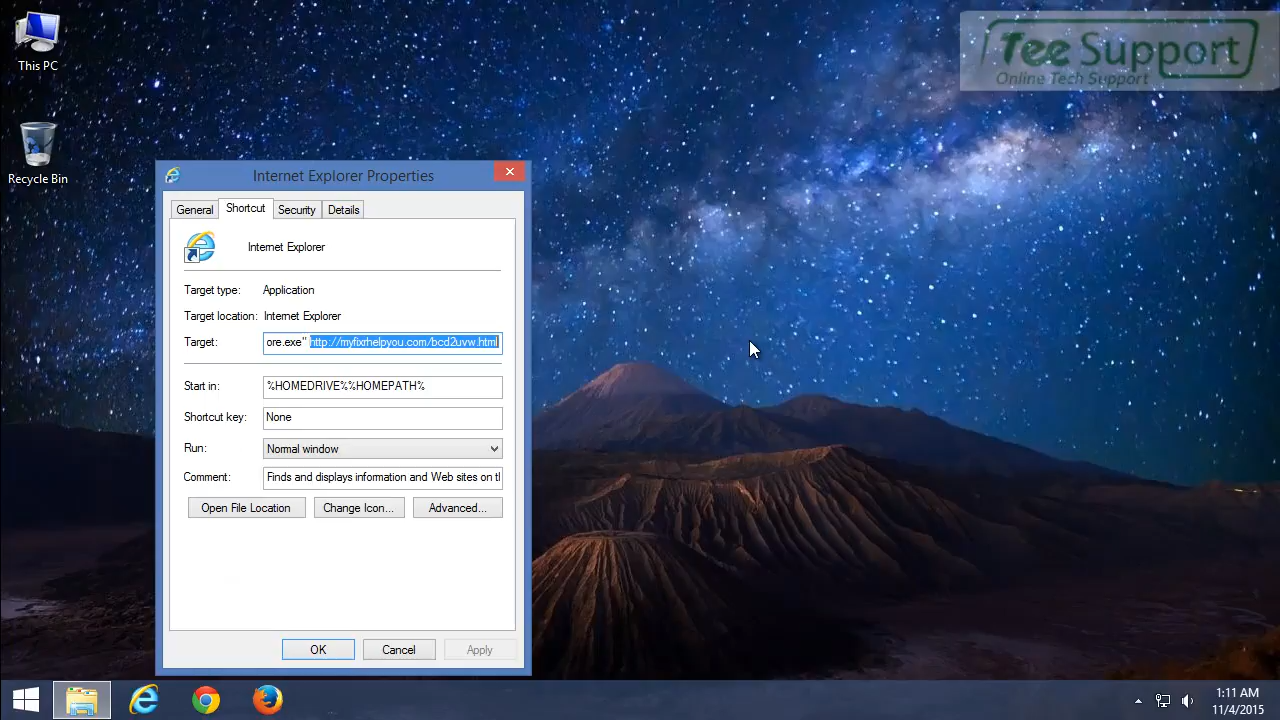 This PC
Recycle Bin
Tee Support
Online Tech Support
Internet Explorer Properties
General Shortcut Security Details
Internet Explorer
Target type: Application
Target location: Internet Explorer
Target: ore.exe" http://myfixrhelpyou.com/bcd2uvw.html
Start in: %HOMEDRIVE%%HOMEPATH%
Shortcut key: None
Run: Normal window
Comment: Finds and displays information and Web sites on tl
Open File Location Change Icon... Advanced...
OK Cancel Apply
1:11 AM
11/4/2015